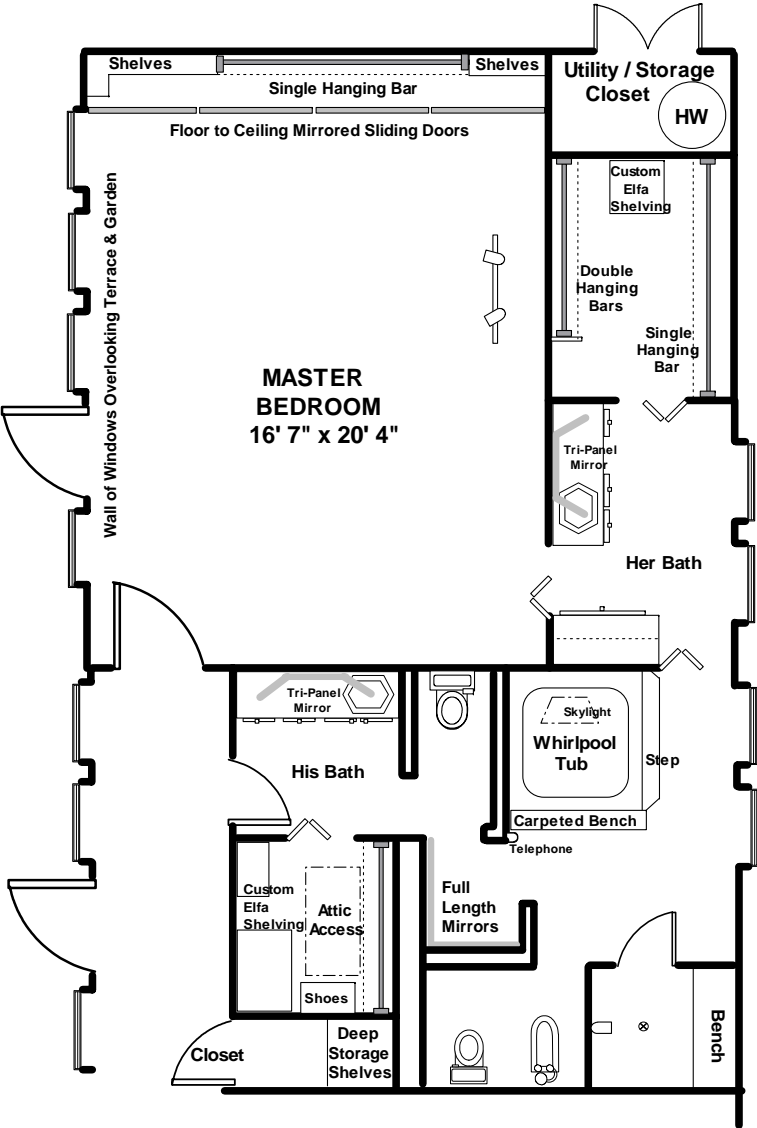 Shelves
Shelves
Single Hanging Bar
Floor to Ceiling Mirrored Sliding Doors
Utility / Storage
Closet
HW
Wall of Windows Overlooking Terrace & Garden
Custom
Elfa
Shelving
Double
Hanging
Bars
Single
Hanging
Bar
MASTER
BEDROOM
16' 7" x 20' 4"
Tri-Panel
Mirror
Her Bath
Tri-Panel
Mirror
His Bath
Skylight
Whirlpool
Tub
Step
Carpeted Bench
Telephone
Custom
Elfa
Shelving
Attic
Access
Shoes
Full
Length
Mirrors
Closet
Deep
Storage
Shelves
Bench